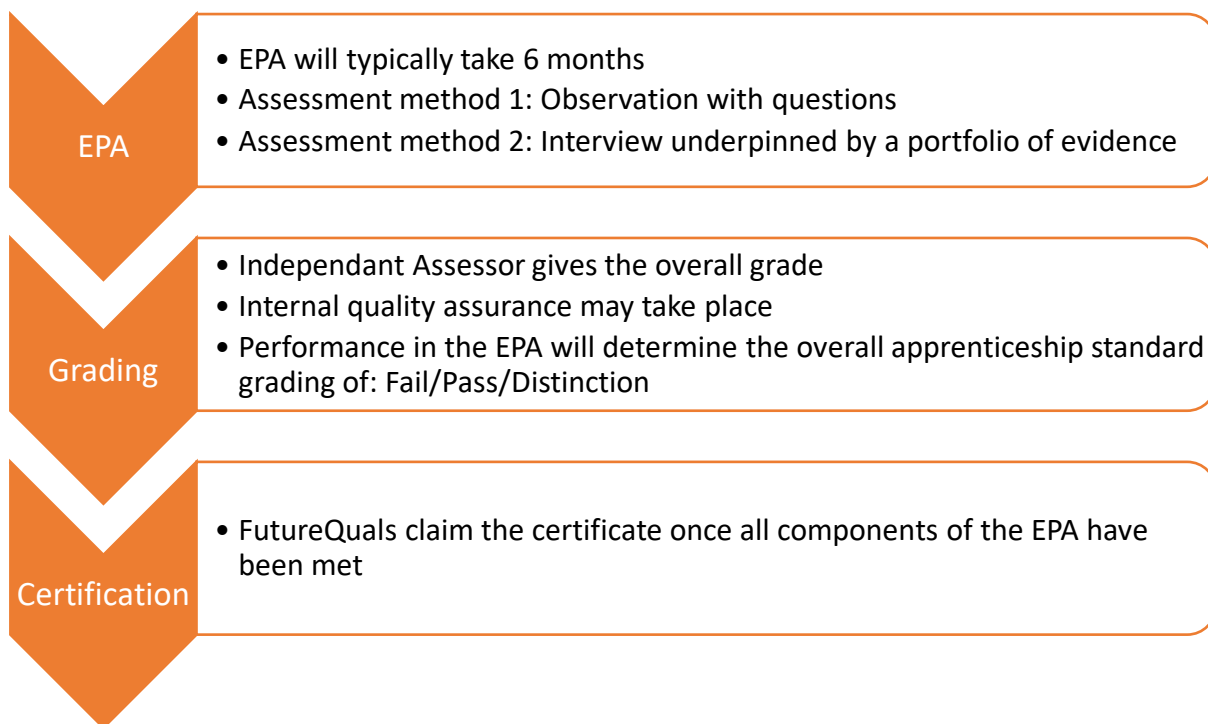 EPA
• EPA will typically take 6 months
• Assessment method 1: Observation with questions
• Assessment method 2: Interview underpinned by a portfolio of evidence
Grading
• Independant Assessor gives the overall grade
• Internal quality assurance may take place
• Performance in the EPA will determine the overall apprenticeship standard
grading of: Fail/Pass/Distinction
Certification
• FutureQuals claim the certificate once all components of the EPA have
been met